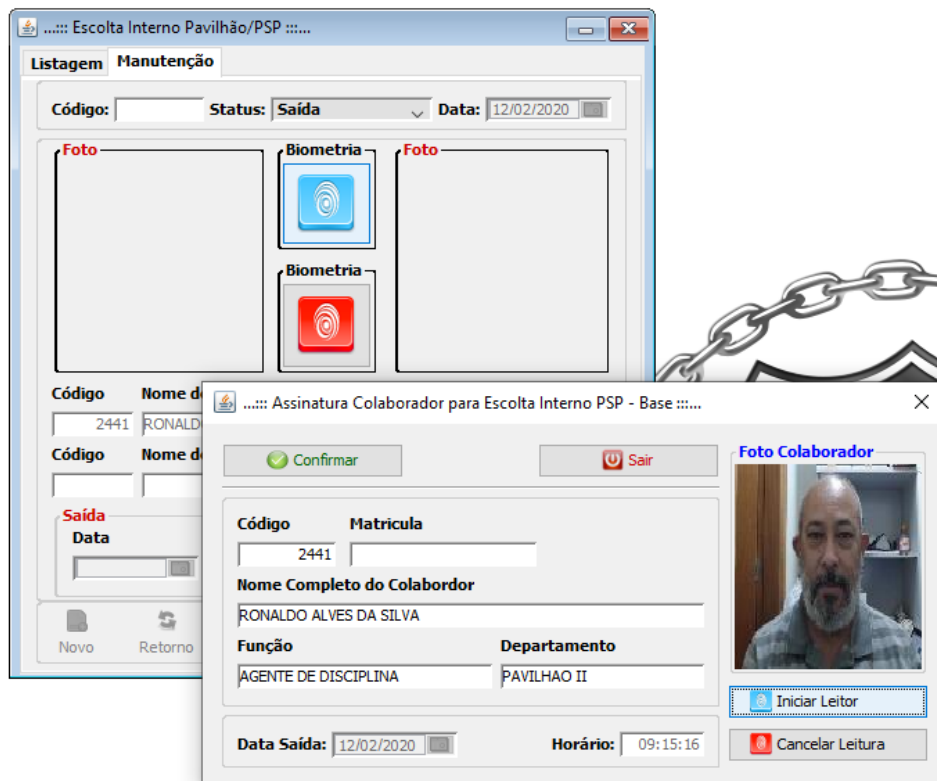 ...::: Escolta Interno Pavilhão/PSP :::...
Listagem Manutenção
Código: Status: Saída Data: 12/02/2020
Foto Biometria Foto
Biometria
Código Nome d
2441 RONALD
Código Nome d
Saída
Data
Novo Retorno
...::: Assinatura Colaborador para Escolta Interno PSP - Base :::...
Confirmar Sair
Foto Colaborador
Código Matricula
2441
Nome Completo do Colabordor
RONALDO ALVES DA SILVA
Função Departamento
AGENTE DE DISCIPLINA PAVILHAO II
Iniciar Leitor
Data Saída: 12/02/2020 Horário: 09:15:16
Cancelar Leitura